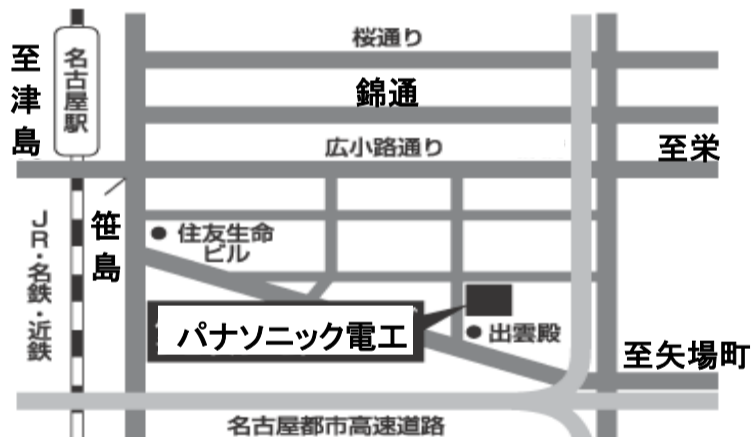 桜通り
至津島
名古屋駅
錦通
広小路通り
至栄
笹島
住友生命
ビル
JR・名鉄・近鉄
パナソニック電工
出雲殿
至矢場町
名古屋都市高速道路